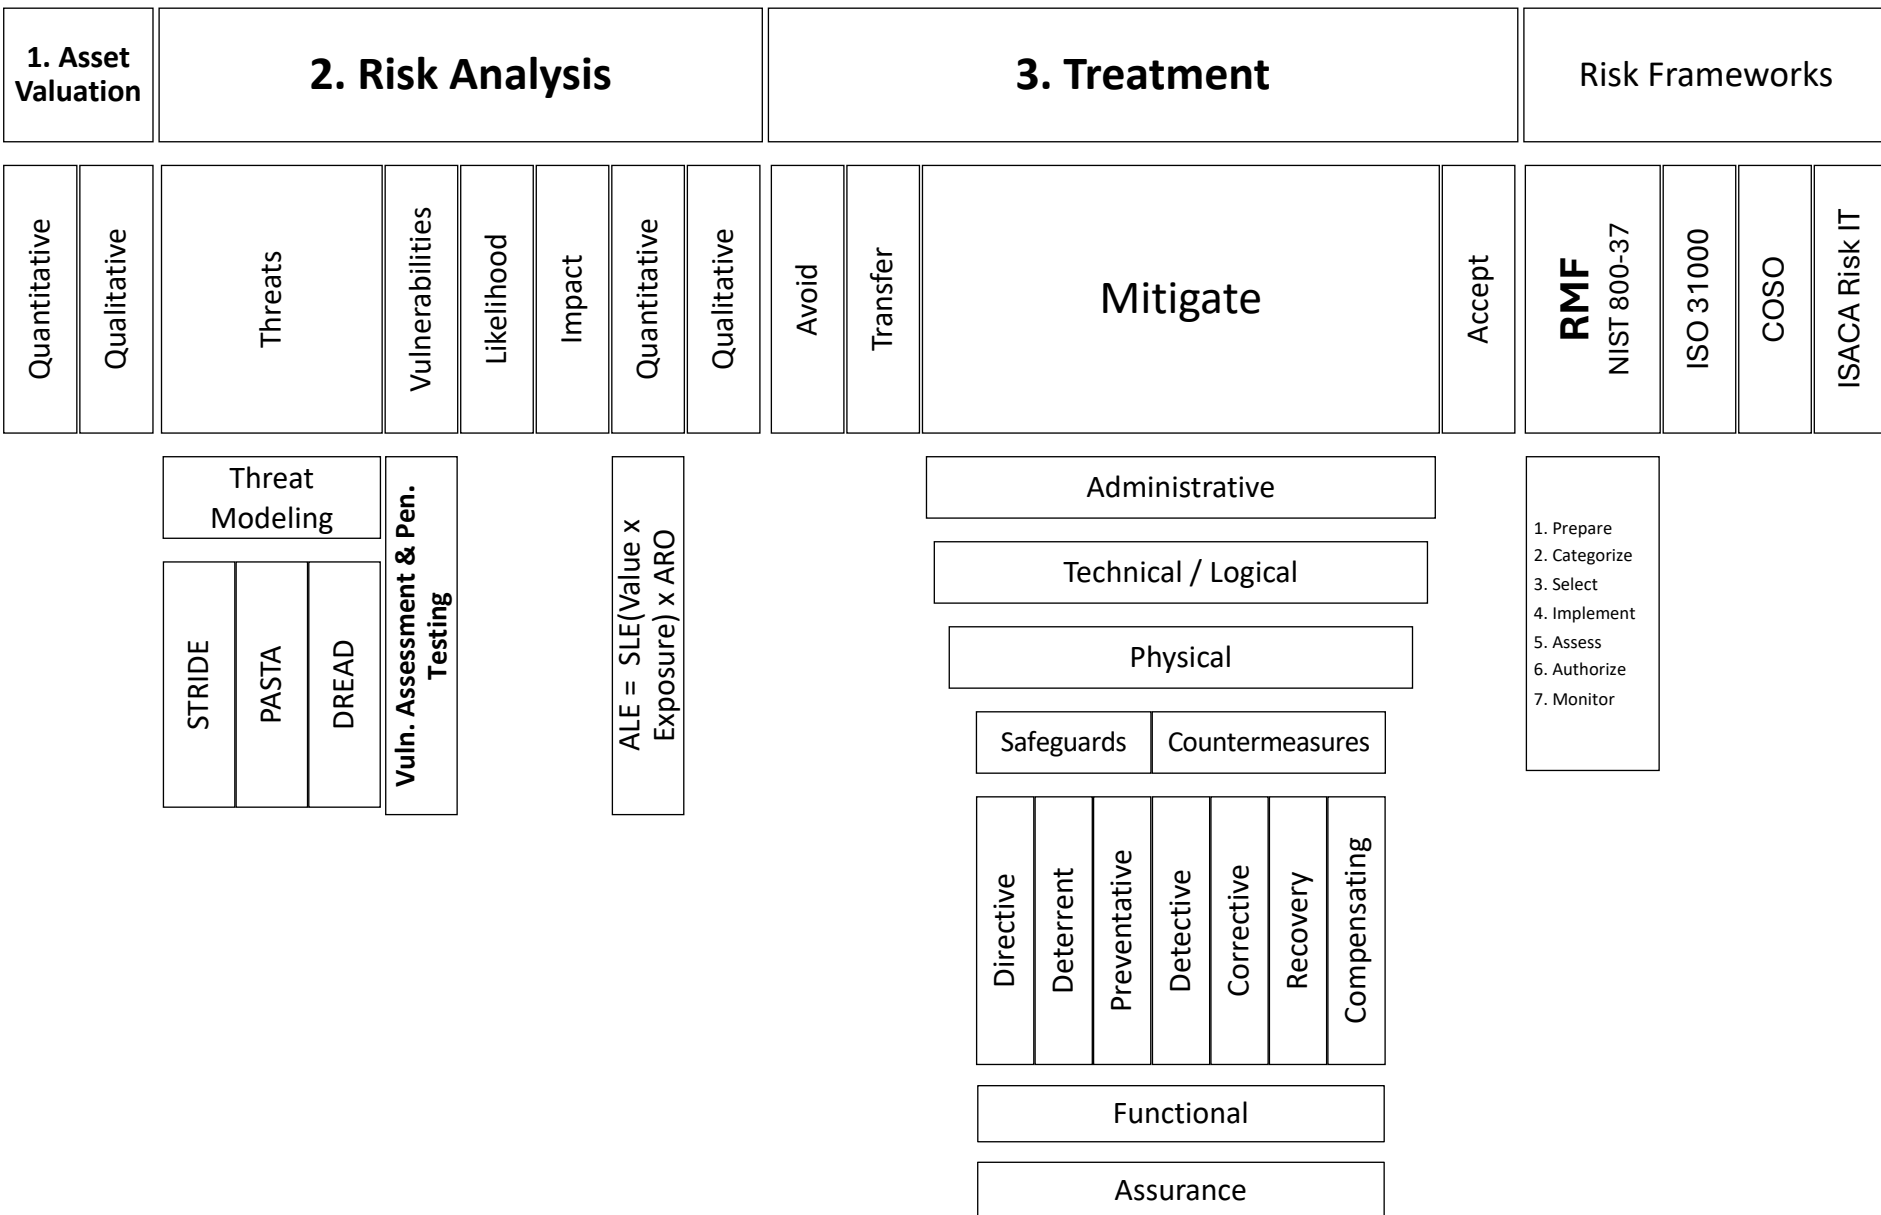 1. Asset
Valuation
2. Risk Analysis
3. Treatment
Risk Frameworks
Quantitative
Qualitative
Threats
Vulnerabilities
Likelihood
Impact
Quantitative
Qualitative
Avoid
Transfer
Mitigate
Accept
RMF
NIST 800-37
ISO 31000
COSO
ISACA Risk IT
Threat
Modeling
STRIDE
PASTA
DREAD
Vuln. Assessment & Pen.
Testing
ALE = SLE(Value x
Exposure) x ARO
Administrative
Technical / Logical
Physical
Safeguards
Countermeasures
Directive
Deterrent
Preventative
Detective
Corrective
Recovery
Compensating
Functional
Assurance
1. Prepare
2. Categorize
3. Select
4. Implement
5. Assess
6. Authorize
7. Monitor